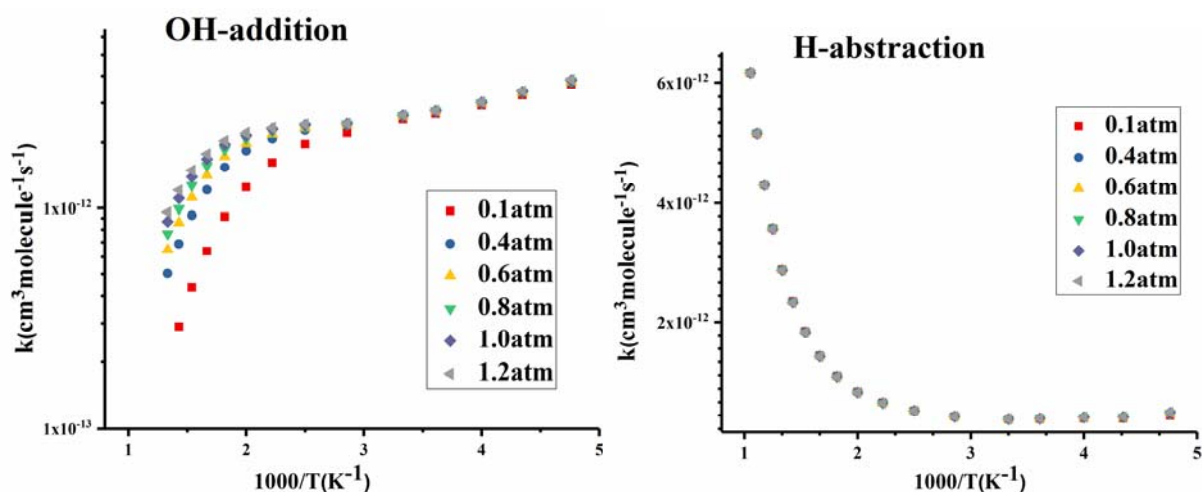 OH-addition
k(cm³molecule⁻¹s⁻¹)
1x10⁻¹²
1x10⁻¹³
0.1atm
0.4atm
0.6atm
0.8atm
1.0atm
1.2atm
1 2 3 4 5
1000/T(K⁻¹)
H-abstraction
k(cm³molecule⁻¹s⁻¹)
6x10⁻¹²
4x10⁻¹²
2x10⁻¹²
0.1atm
0.4atm
0.6atm
0.8atm
1.0atm
1.2atm
1 2 3 4 5
1000/T(K⁻¹)